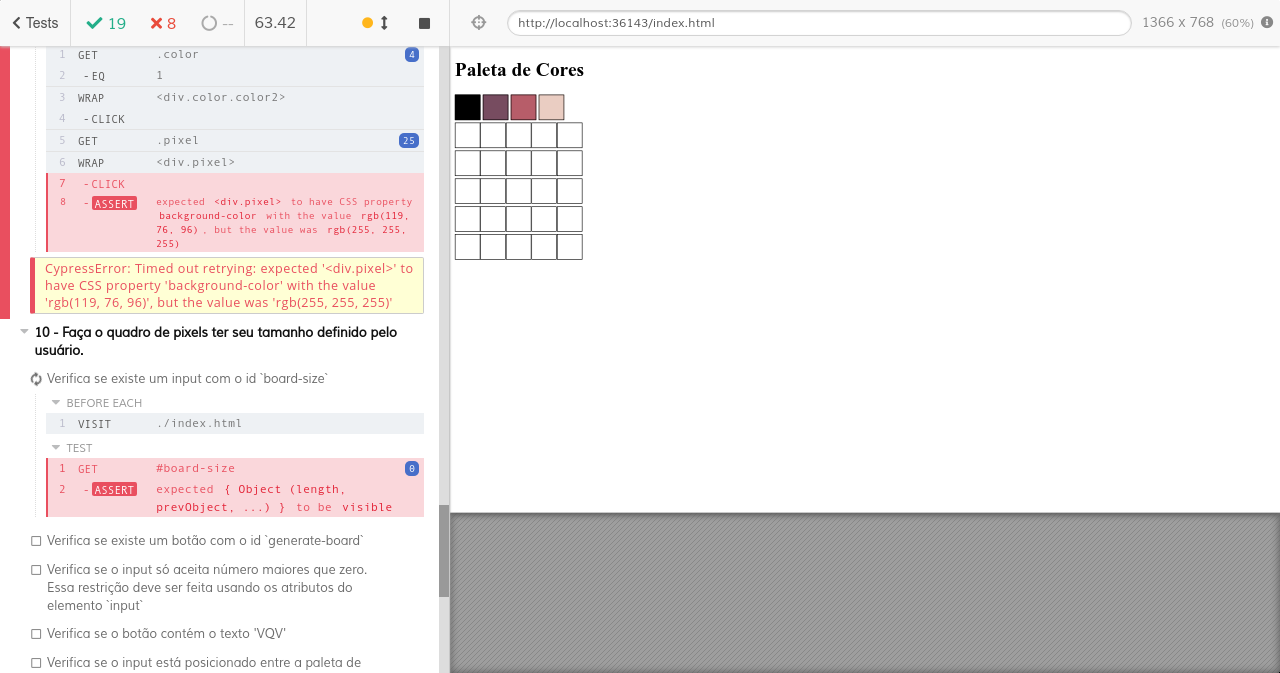 Tests 19 8 -- 63.42 http://localhost:36143/index.html 1366 x 768 (60%)
1 GET .color 4
2 -EQ 1
3 WRAP <div.color.color2>
4 -CLICK
5 GET .pixel 25
6 WRAP <div.pixel>
7 -CLICK
8 -ASSERT expected <div.pixel> to have CSS property
background-color with the value rgb(119,
76, 96) , but the value was rgb(255, 255,
255)
CypressError: Timed out retrying: expected '<div.pixel>' to
have CSS property 'background-color' with the value
'rgb(119, 76, 96)', but the value was 'rgb(255, 255, 255)'
10 - Faça o quadro de pixels ter seu tamanho definido pelo
usuário.
Verifica se existe um input com o id `board-size`
BEFORE EACH
1 VISIT ./index.html
TEST
1 GET #board-size 0
2 -ASSERT expected { Object (length,
prevObject, ...) } to be visible
Verifica se existe um botão com o id `generate-board`
Verifica se o input só aceita número maiores que zero.
Essa restrição deve ser feita usando os atributos do
elemento `input`
Verifica se o botão contém o texto 'VQV'
Verifica se o input está posicionado entre a paleta de
Paleta de Cores